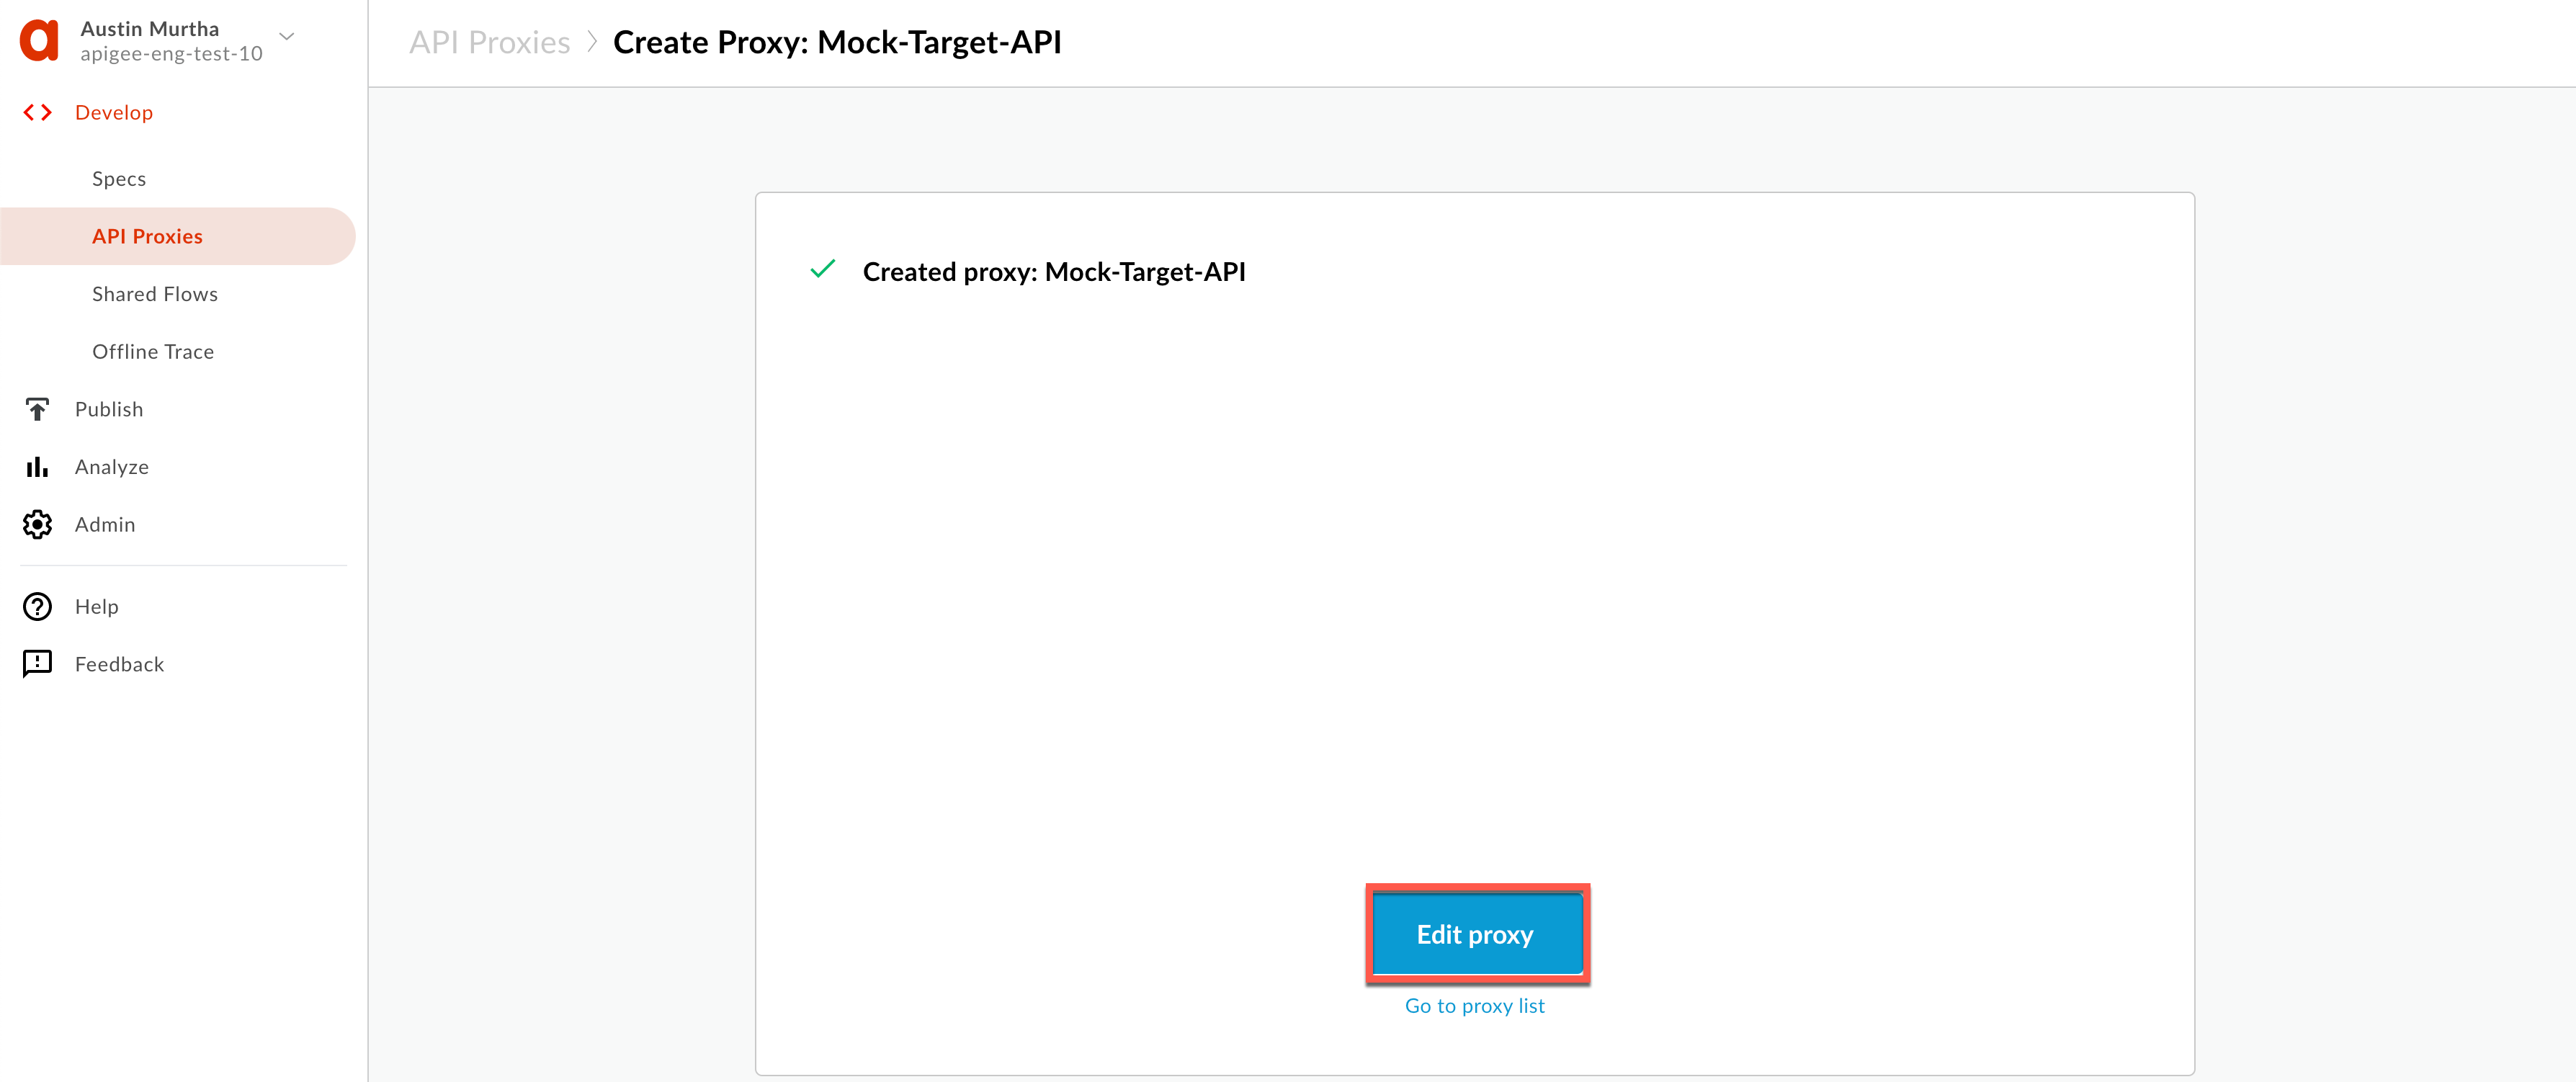 Austin Murtha
apigee-eng-test-10
Develop
Specs
API Proxies
Shared Flows
Offline Trace
Publish
Analyze
Admin
Help
Feedback
API Proxies > Create Proxy: Mock-Target-API
Created proxy: Mock-Target-API
Edit proxy
Go to proxy list